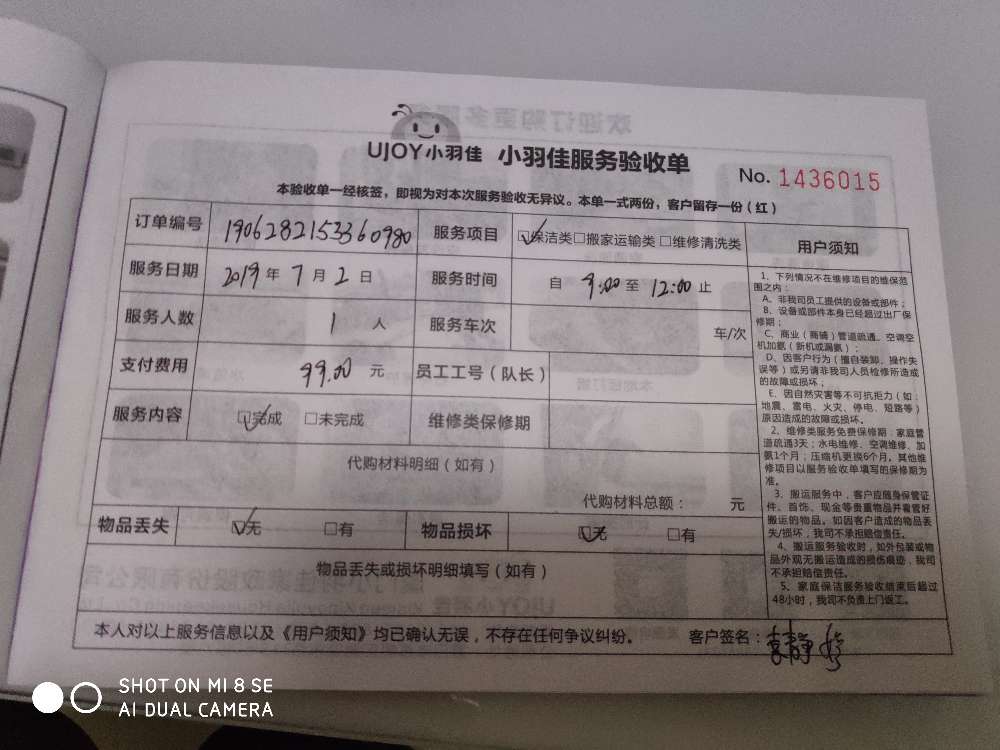 UJOY小羽佳 小羽佳服务验收单
No. 1436015
本验收单一经核签，即视为对本次服务验收无异议。本单一式两份，客户留存一份（红）
订单编号 1906282153360980 服务项目 ☑保洁类□搬家运输类□维修清洗类
服务日期 2019年7月2日 服务时间 自 9:00 至 12:00 止
服务人数 1 人 服务车次 车/次
支付费用 99.00 元 员工工号（队长）
服务内容 ☑完成 □未完成 维修类保修期
代购材料明细（如有）
代购材料总额： 元
物品丢失 ☑无 □有 物品损坏 ☑无 □有
物品丢失或损坏明细填写（如有）
本人对以上服务信息以及《用户须知》均已确认无误，不存在任何争议纠纷。 客户签名：
用户须知
1、下列情况不在维修项目的维保范
围之内：
A、非我司员工提供的设备或部件；
B、设备或部件本身已经超过出厂保
修期；
C、商业（商铺）管道疏通、空调空
机加氨（新机或漏氨）；
D、因客户行为（擅自装卸、操作失
误等）或另请非我司人员检修所造成
的故障或损坏；
E、因自然灾害等不可抗拒力（如：
地震、雷电、火灾、停电、短路等）
原因造成的故障或损坏。
2、维修类服务免费保修期：家庭管
道疏通3天；水电维修、空调维修、加
氨1个月；压缩机更换6个月。其他维
修项目以服务验收单填写的保修期为
准。
3、搬运服务中，客户应随身保管证
件、首饰、现金等贵重物品并看管好
搬运的物品。如因客户造成的物品丢
失/损坏，我司不承担赔偿责任。
4、搬运服务验收时，如外包装或物
品外观无搬运造成的损伤痕迹，我司
不承担赔偿责任。
5、家庭保洁服务验收结束后超过
48小时，我司不负责上门返工。
SHOT ON MI 8 SE
AI DUAL CAMERA